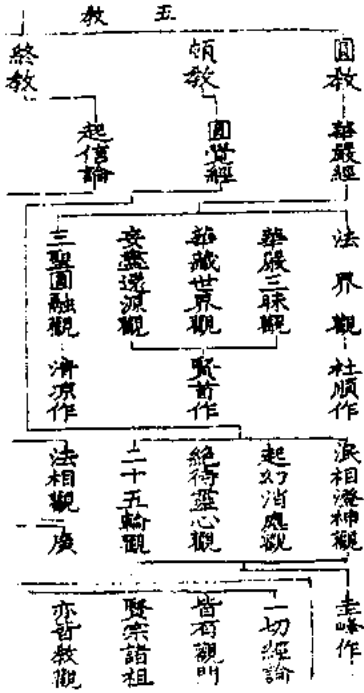 五教
圓教
頓教
終教
華嚴經
圓覺經
起信論
法界觀
華嚴三昧觀
華藏世界觀
妄盡還源觀
三聖圓融觀
杜順作
賢首作
清涼作
泯相澄神觀
起幻消塵觀
絕待靈心觀
二十五輪觀
法相觀
廣
圭峰作
一切經論
皆有觀門
賢宗諸祖
亦皆教觀